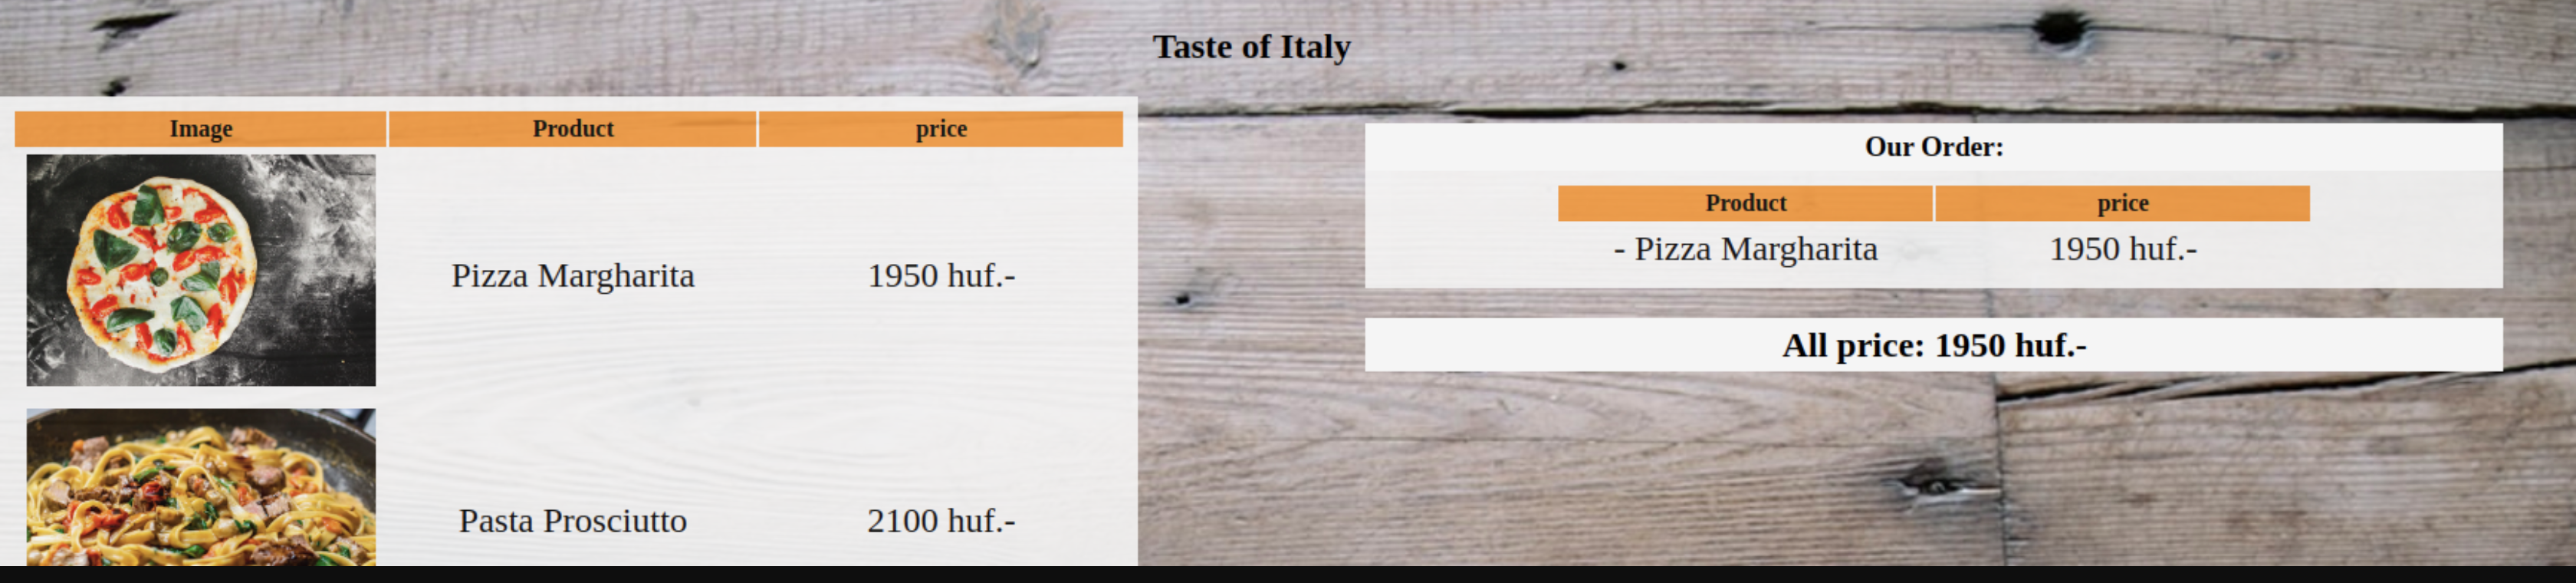 Taste of Italy
Image Product price
Pizza Margharita 1950 huf.-
Pasta Prosciutto 2100 huf.-
Our Order:
Product price
- Pizza Margharita 1950 huf.-
All price: 1950 huf.-